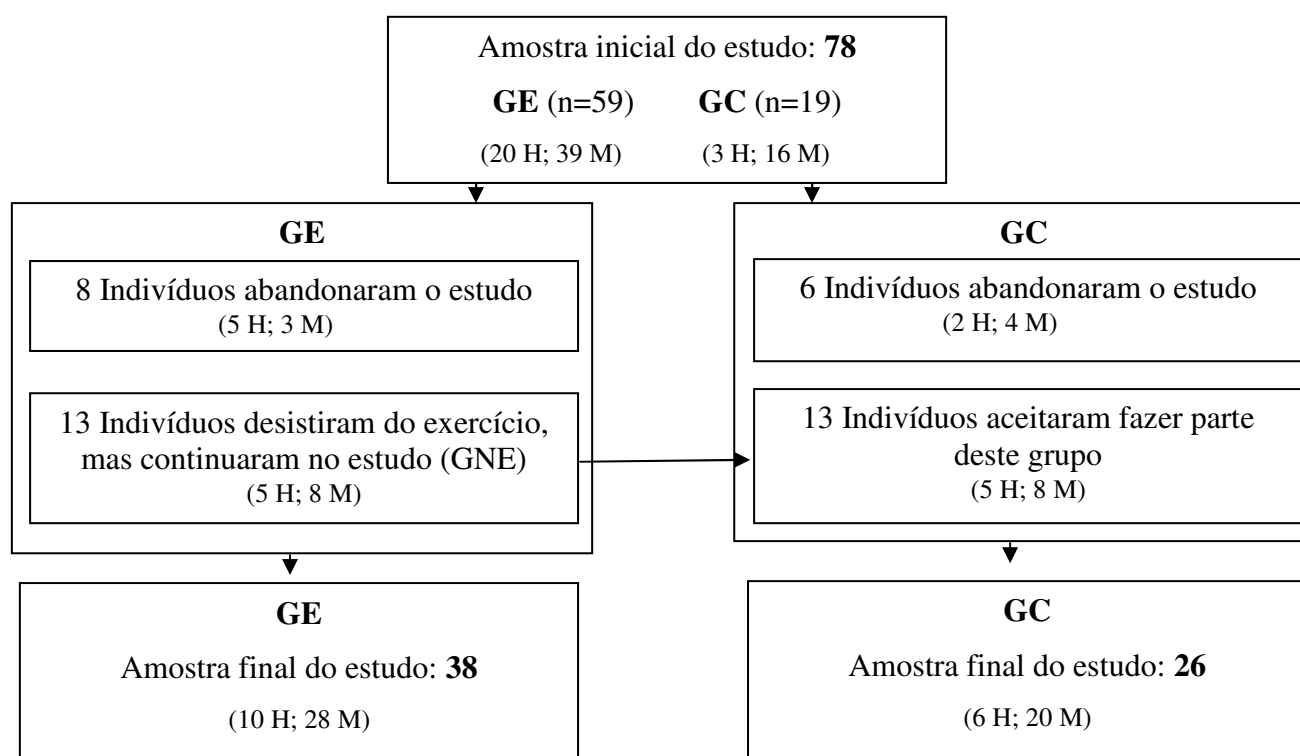 Amostra inicial do estudo: 78
GE (n=59) GC (n=19)
(20 H; 39 M) (3 H; 16 M)
GE
8 Indivíduos abandonaram o estudo
(5 H; 3 M)
13 Indivíduos desistiram do exercício,
mas continuaram no estudo (GNE)
(5 H; 8 M)
GC
6 Indivíduos abandonaram o estudo
(2 H; 4 M)
13 Indivíduos aceitaram fazer parte
deste grupo
(5 H; 8 M)
GE
Amostra final do estudo: 38
(10 H; 28 M)
GC
Amostra final do estudo: 26
(6 H; 20 M)